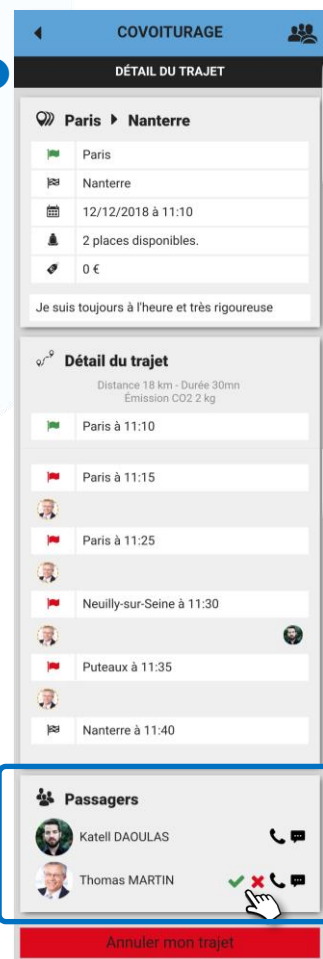 COVOITURAGE
DÉTAIL DU TRAJET
Paris Nanterre
Paris
Nanterre
12/12/2018 à 11:10
2 places disponibles.
0 €
Je suis toujours à l'heure et très rigoureuse
Détail du trajet
Distance 18 km - Durée 30mn
Émission CO2 2 kg
Paris à 11:10
Paris à 11:15
Paris à 11:25
Neuilly-sur-Seine à 11:30
Puteaux à 11:35
Nanterre à 11:40
Passagers
Katell DAOULAS
Thomas MARTIN
Annuler mon trajet